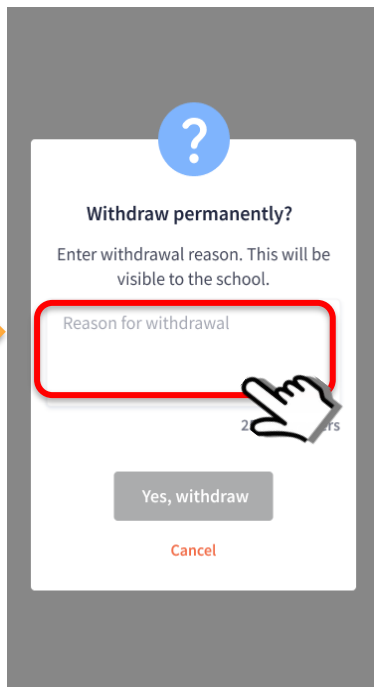 ?
Withdraw permanently?
Enter withdrawal reason. This will be
visible to the school.
Reason for withdrawal
Yes, withdraw
Cancel